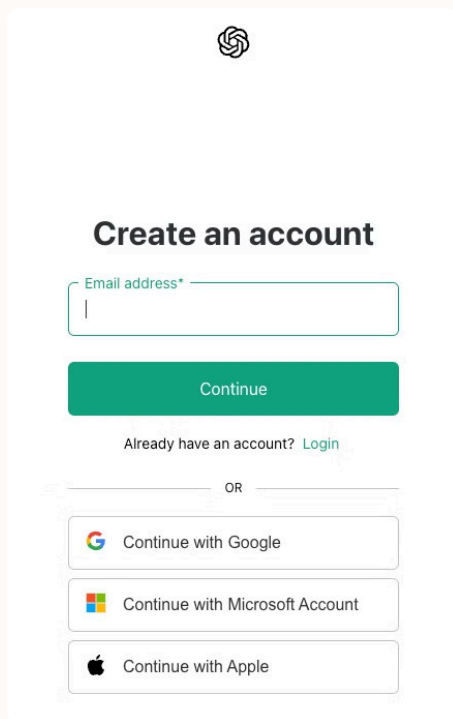 Create an account
Email address*
Continue
Already have an account? Login
OR
Continue with Google
Continue with Microsoft Account
Continue with Apple